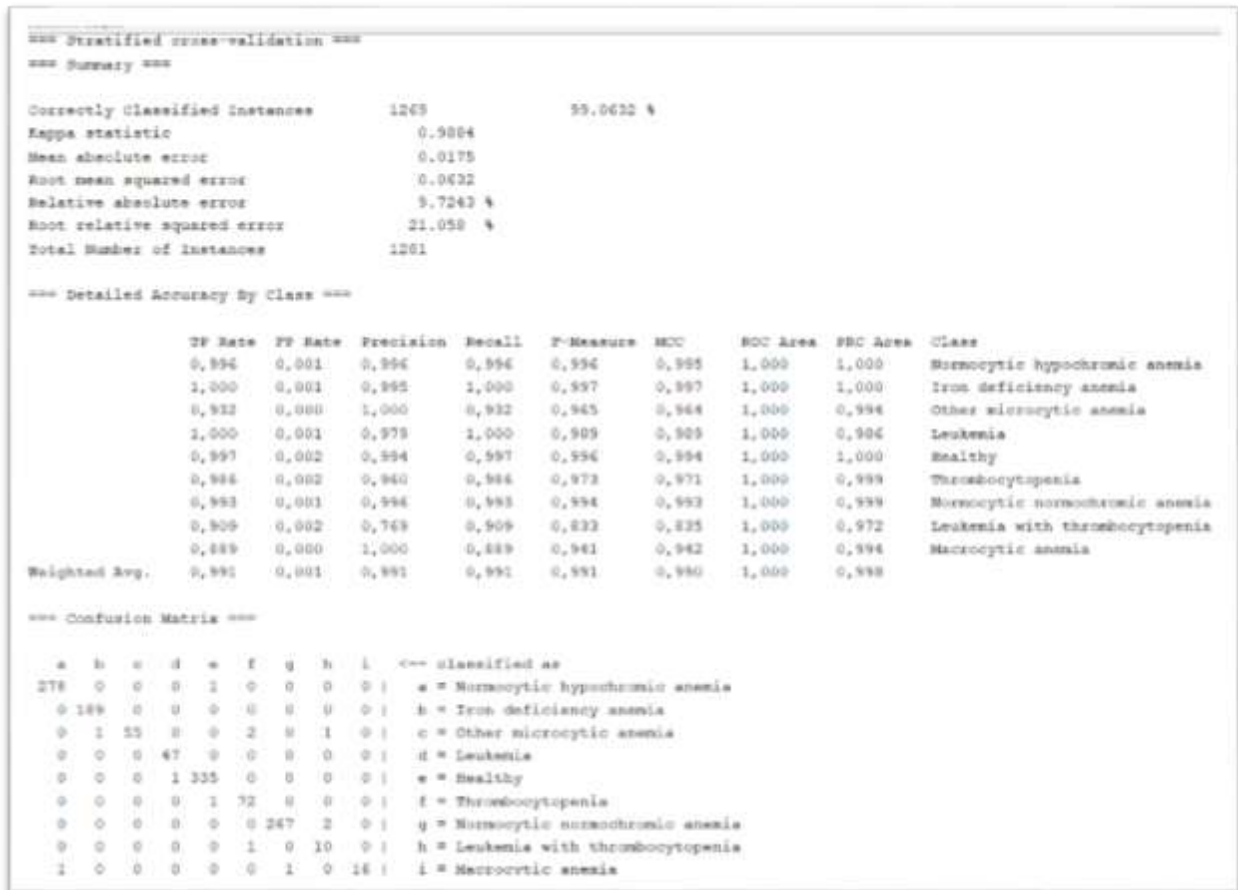 === Stratified cross-validation ===
=== Summary ===
Correctly Classified Instances 1269 99.0632 %
Kappa statistic 0.9884
Mean absolute error 0.0175
Root mean squared error 0.0632
Relative absolute error 9.7243 %
Root relative squared error 21.058 %
Total Number of Instances 1281
=== Detailed Accuracy By Class ===
TP Rate FP Rate Precision Recall F-Measure MCC ROC Area PRC Area Class
0,996 0,001 0,996 0,996 0,996 0,995 1,000 1,000 Normocytic hypochromic anemia
1,000 0,001 0,995 1,000 0,997 0,997 1,000 1,000 Iron deficiency anemia
0,932 0,000 1,000 0,932 0,965 0,964 1,000 0,994 Other microcytic anemia
1,000 0,001 0,979 1,000 0,989 0,989 1,000 0,986 Leukemia
0,997 0,002 0,994 0,997 0,996 0,994 1,000 1,000 Healthy
0,986 0,002 0,960 0,986 0,973 0,971 1,000 0,999 Thrombocytopenia
0,993 0,001 0,996 0,993 0,994 0,993 1,000 0,999 Normocytic normochromic anemia
0,909 0,002 0,769 0,909 0,833 0,835 1,000 0,972 Leukemia with thrombocytopenia
0,889 0,000 1,000 0,889 0,941 0,942 1,000 0,994 Macrocytic anemia
Weighted Avg. 0,991 0,001 0,991 0,991 0,991 0,990 1,000 0,998
=== Confusion Matrix ===
a b c d e f g h i <-- classified as
278 0 0 0 1 0 0 0 0 | a = Normocytic hypochromic anemia
0 189 0 0 0 0 0 0 0 | b = Iron deficiency anemia
0 1 55 0 0 2 0 1 0 | c = Other microcytic anemia
0 0 0 47 0 0 0 0 0 | d = Leukemia
0 0 0 1 335 0 0 0 0 | e = Healthy
0 0 0 0 1 72 0 0 0 | f = Thrombocytopenia
0 0 0 0 0 0 267 2 0 | g = Normocytic normochromic anemia
0 0 0 0 0 1 0 10 0 | h = Leukemia with thrombocytopenia
1 0 0 0 0 0 1 0 16 | i = Macrocytic anemia